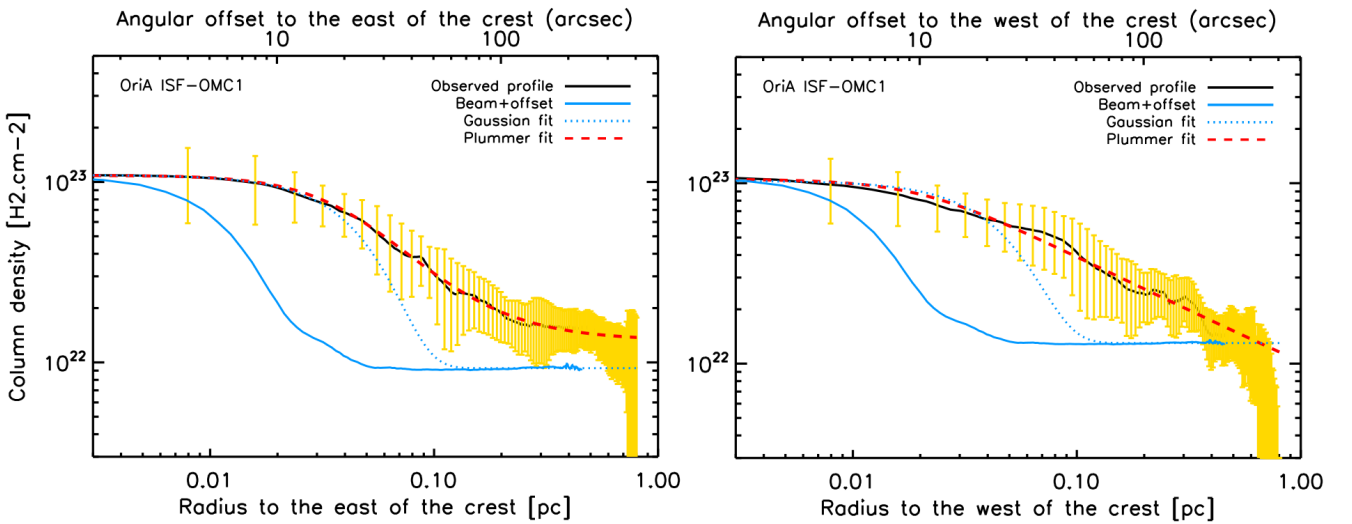 Angular offset to the east of the crest (arcsec)
10 100
OriA ISF-OMC1
Observed profile
Beam+offset
Gaussian fit
Plummer fit
Column density [H2.cm-2]
10^23
10^22
0.01 0.10 1.00
Radius to the east of the crest [pc]
Angular offset to the west of the crest (arcsec)
10 100
OriA ISF-OMC1
Observed profile
Beam+offset
Gaussian fit
Plummer fit
10^23
10^22
0.01 0.10 1.00
Radius to the west of the crest [pc]